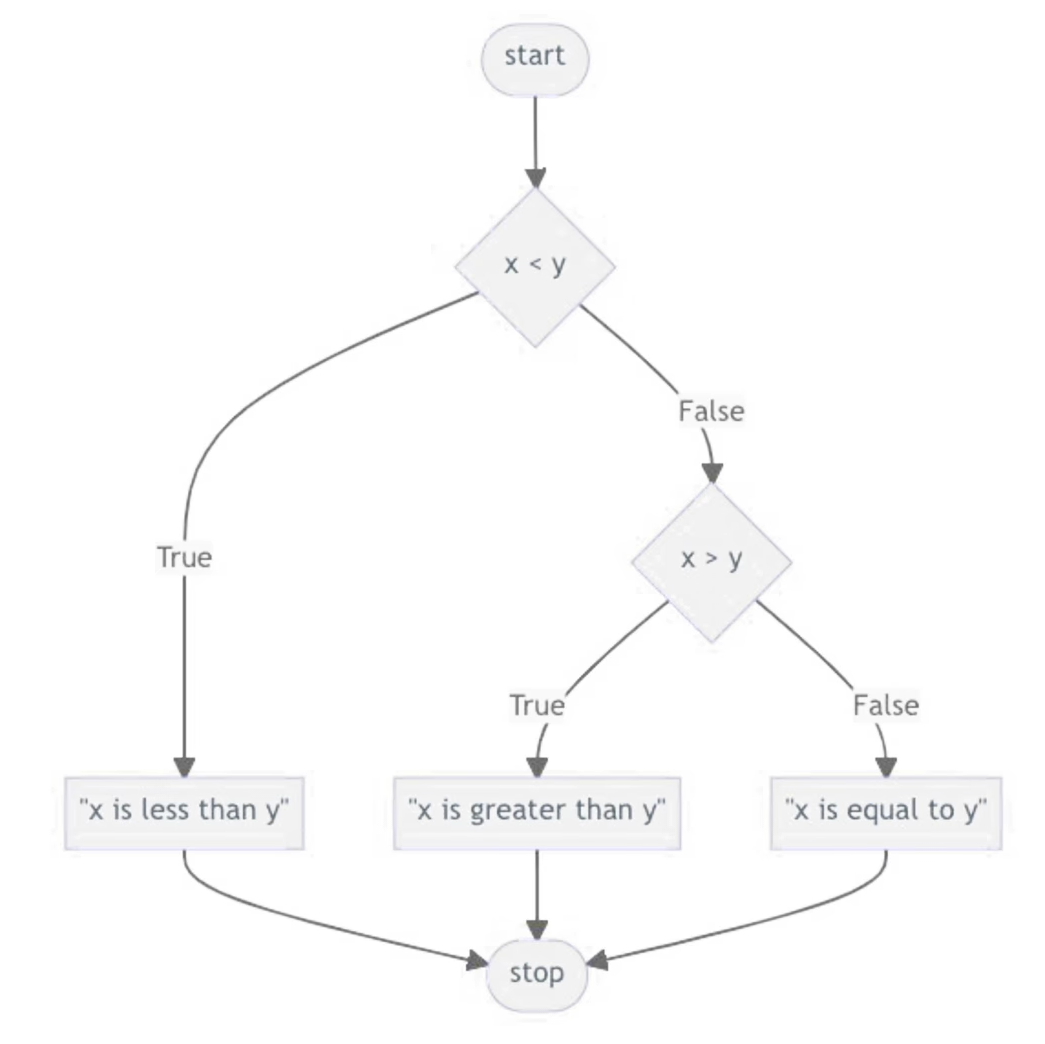 start
x < y
False
True
x > y
True
False
"x is less than y"
"x is greater than y"
"x is equal to y"
stop